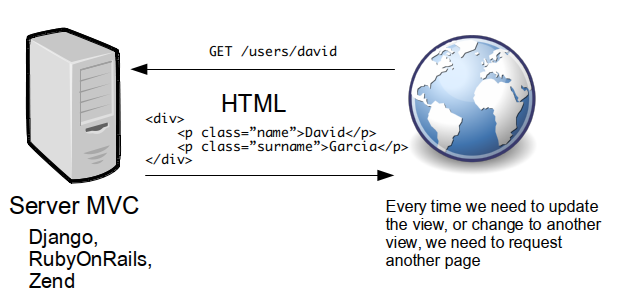 GET /users/david
HTML
<div>
<p class=”name”>David</p>
<p class=”surname”>Garcia</p>
</div>
Server MVC
Django,
RubyOnRails,
Zend
Every time we need to update
the view, or change to another
view, we need to request
another page